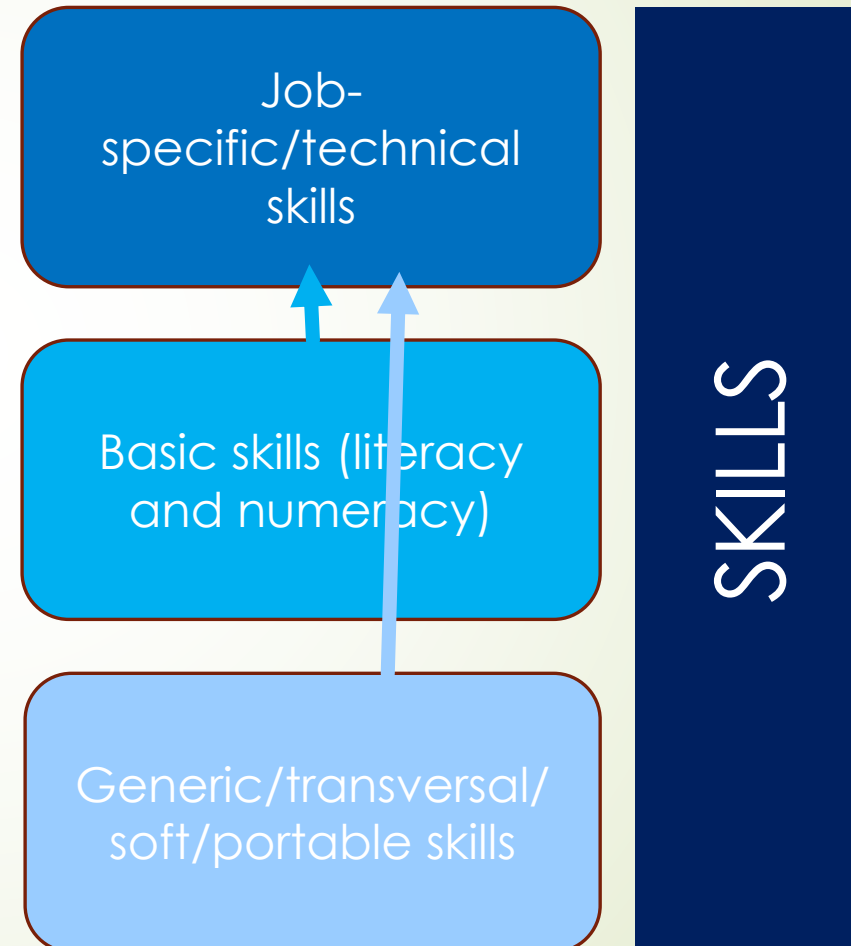 Job-
specific/technical
skills
Basic skills (literacy
and numeracy)
Generic/transversal/
soft/portable skills
SKILLS